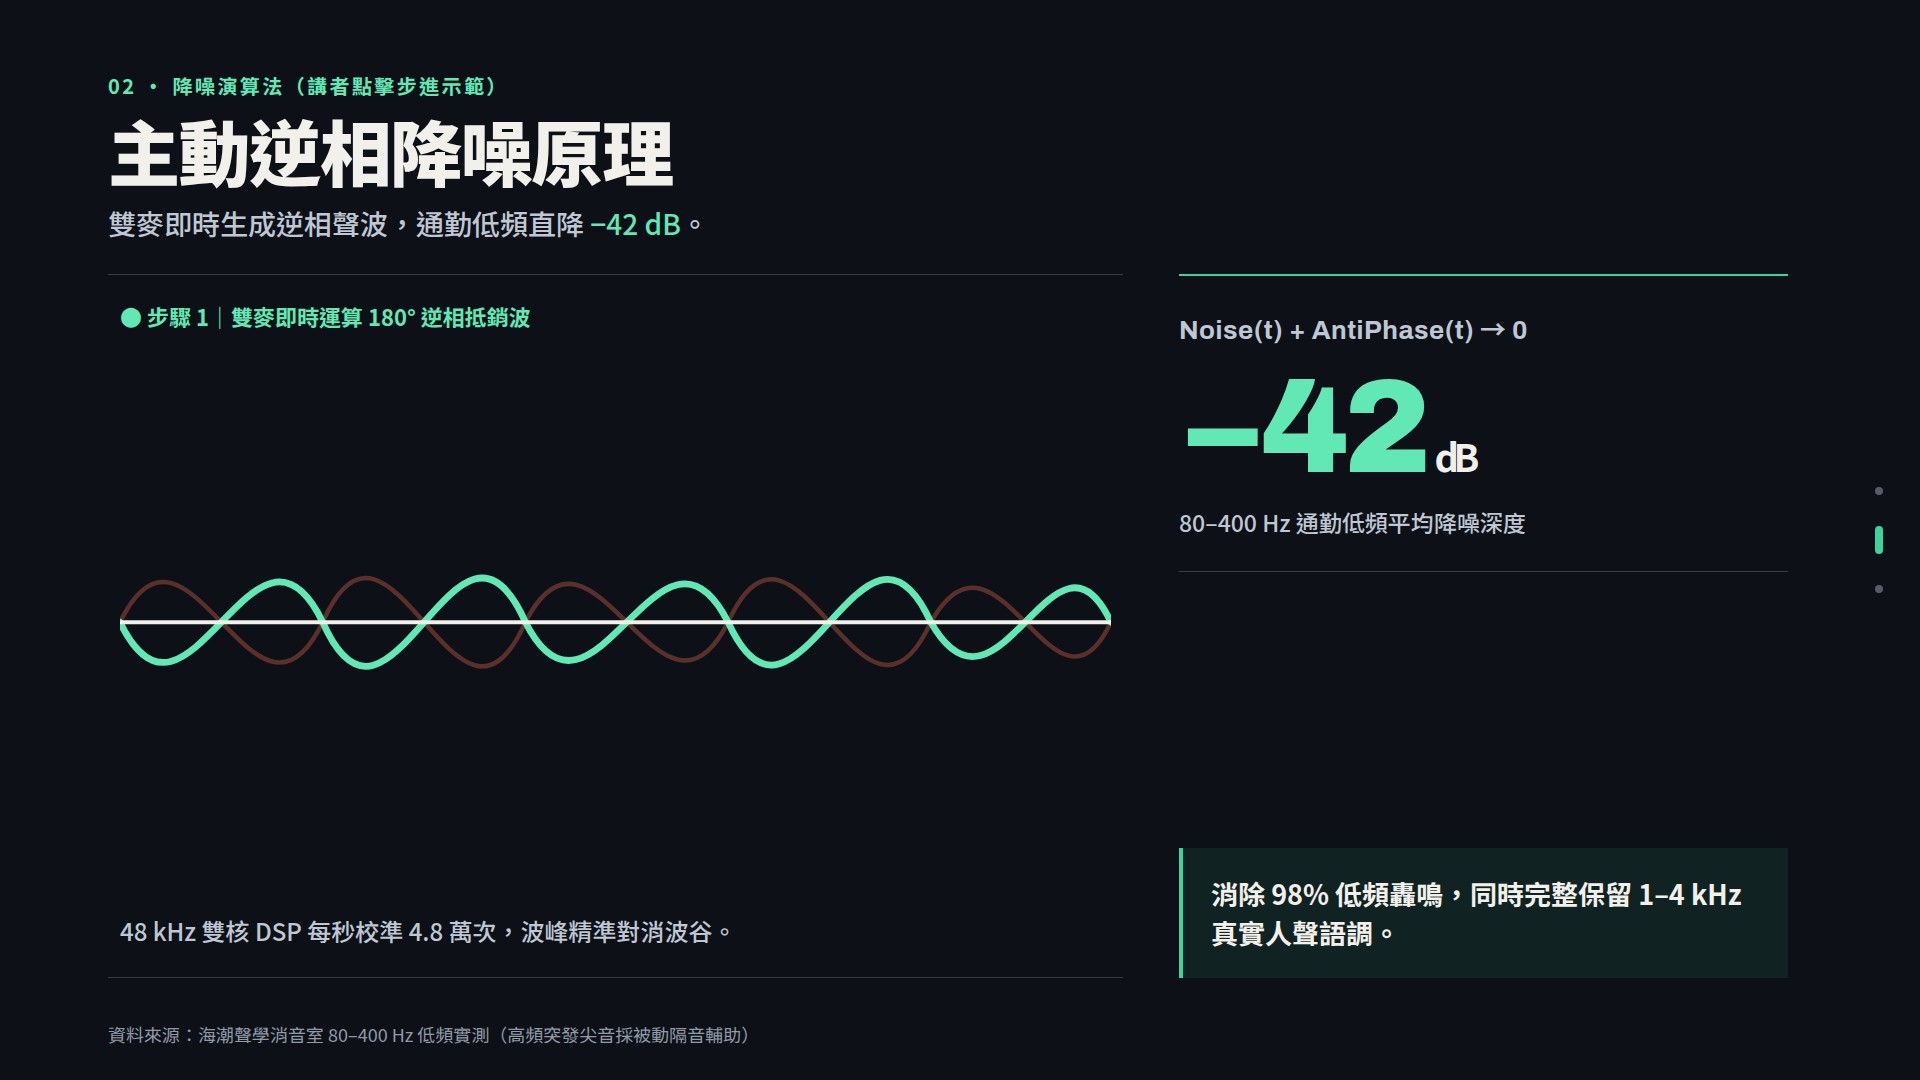 02 • 降噪演算法（講者點擊步進示範）
主動逆相降噪原理
雙麥即時生成逆相聲波，通勤低頻直降 −42 dB。
● 步驟 1｜雙麥即時運算 180° 逆相抵銷波
48 kHz 雙核 DSP 每秒校準 4.8 萬次，波峰精準對消波谷。
Noise(t) + AntiPhase(t) → 0
−42 dB
80–400 Hz 通勤低頻平均降噪深度
消除 98% 低頻轟鳴，同時完整保留 1–4 kHz
真實人聲語調。
資料來源：海潮聲學消音室 80–400 Hz 低頻實測（高頻突發尖音採被動隔音輔助）